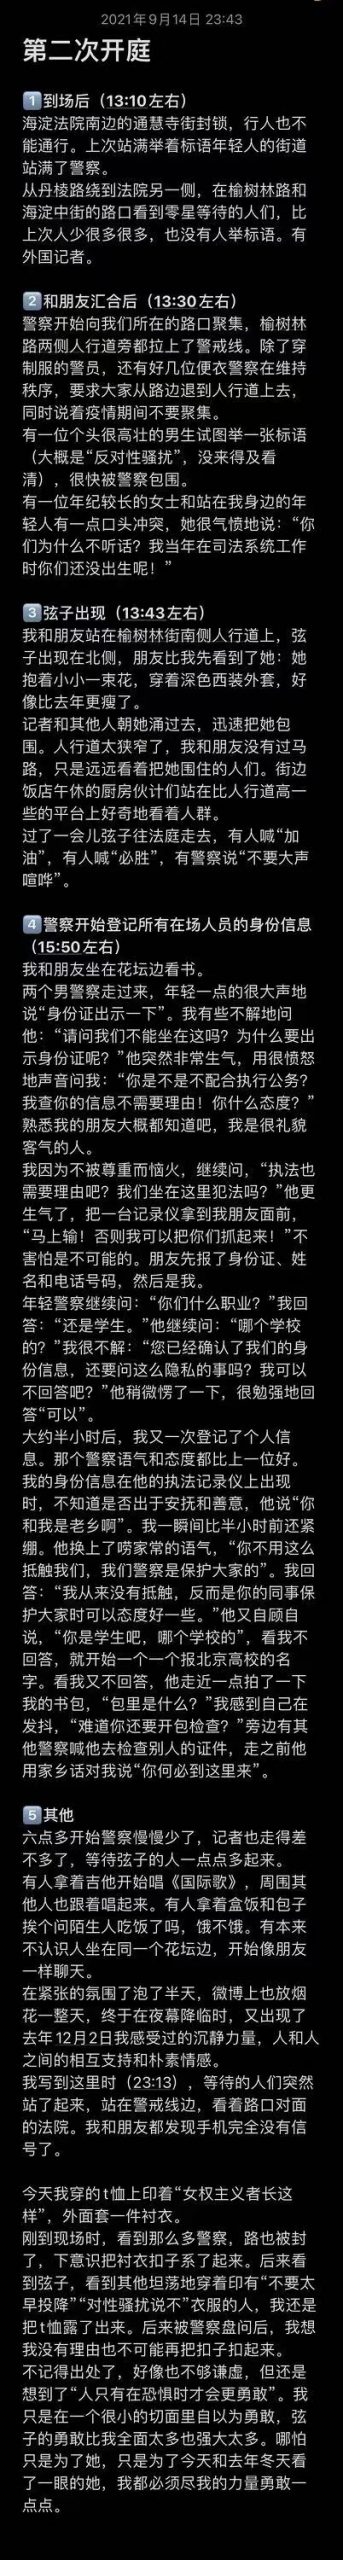 2021年9月14日 23:43
第二次开庭
1到场后（13:10左右）
海淀法院南边的通慧寺街封锁，行人也不
能通行。上次站满举着标语年轻人的街道
站满了警察。
从丹棱路绕到法院另一侧，在榆树林路和
海淀中街的路口看到零星等待的人们，比
上次人少很多很多，也没有人举标语。有
外国记者。
2和朋友汇合后（13:30左右）
警察开始向我们所在的路口聚集，榆树林
路两侧人行道旁都拉上了警戒线。除了穿
制服的警员，还有好几位便衣警察在维持
秩序，要求大家从路边退到人行道上去，
同时说着疫情期间不要聚集。
有一位个头很高壮的男生试图举一张标语
（大概是“反对性骚扰”，没来得及看
清），很快被警察包围。
有一位年纪较长的女士和站在我身边的年
轻人有一点口头冲突，她很气愤地说：“你
们为什么不听话？我当年在司法系统工作
时你们还没出生呢！”
3弦子出现（13:43左右）
我和朋友站在榆树林街南侧人行道上，弦
子出现在北侧，朋友比我先看到了她：她
抱着小小一束花，穿着深色西装外套，好
像比去年更瘦了。
记者和其他人朝她涌过去，迅速把她包
围。人行道太狭窄了，我和朋友没有过马
路，只是远远看着把她围住的人们。街边
饭店午休的厨房伙计们站在比人行道高一
些的平台上好奇地看着人群。
过了一会儿弦子往法庭走去，有人喊“加
油”，有人喊“必胜”，有警察说“不要大声
喧哗”。
4警察开始登记所有在场人员的身份信息
（15:50左右）
我和朋友坐在花坛边看书。
两个男警察走过来，年轻一点的很大声地
说“身份证出示一下”。我有些不解地问
他：“请问我们不能坐在这吗？为什么要出
示身份证呢？”他突然非常生气，用很愤怒
地声音问我：“你是不是不配合执行公务？
我查你的信息不需要理由！你什么态度？”
熟悉我的朋友大概都知道吧，我是很礼貌
客气的人。
我因为不被尊重而恼火，继续问，“执法也
需要理由吧？我们坐在这里犯法吗？”他更
生气了，把一台记录仪拿到我朋友面前，
“马上输！否则我可以把你们抓起来！”不
害怕是不可能的。朋友先报了身份证、姓
名和电话号码，然后是我。
年轻警察继续问：“你们什么职业？”我回
答：“还是学生。”他继续问：“哪个学校
的？”我很不解：“您已经确认了我们的身
份信息，还要问这么隐私的事吗？我可以
不回答吧？”他稍微愣了一下，很勉强地回
答“可以”。
大约半小时后，我又一次登记了个人信
息。那个警察语气和态度都比上一位好。
我的身份信息在他的执法记录仪上出现
时，不知道是否出于安抚和善意，他说“你
和我是老乡啊”。我一瞬间比半小时前还紧
绷。他换上了唠家常的语气，“你不用这么
抵触我们，我们警察是保护大家的”。我回
答：“我从来没有抵触，反而是你的同事保
护大家时可以态度好一些。”他又自顾自
说，“你是学生吧，哪个学校的”，看我不
回答，就开始一个一个报北京高校的名
字。看我又不回答，他走近一点拍了一下
我的书包，“包里是什么？”我感到自己在
发抖，“难道你还要开包检查？”旁边有其
他警察喊他去检查别人的证件，走之前他
用家乡话对我说“你何必到这里来”。
5其他
六点多开始警察慢慢少了，记者也走得差
不多了，等待弦子的人一点点多起来。
有人拿着吉他开始唱《国际歌》，周围其
他人也跟着唱起来。有人拿着盒饭和包子
挨个问陌生人吃饭了吗，饿不饿。有本来
不认识人坐在同一个花坛边，开始像朋友
一样聊天。
在紧张的氛围了泡了半天，微博上也放烟
花一整天，终于在夜幕降临时，又出现了
去年12月2日我感受过的沉静力量，人和人
之间的相互支持和朴素情感。
我写到这里时（23:13），等待的人们突然
站了起来，站在警戒线边，看着路口对面
的法院。我和朋友都发现手机完全没有信
号了。
今天我穿的t恤上印着“女权主义者长这
样”，外面套一件衬衣。
刚到现场时，看到那么多警察，路也被封
了，下意识把衬衣扣子系了起来。后来看
到弦子，看到其他坦荡地穿着印有“不要太
早投降”“对性骚扰说不”衣服的人，我还是
把t恤露了出来。后来被警察盘问后，我想
我没有理由也不可能再把扣子扣起来。
不记得出处了，好像也不够谦虚，但还是
想到了“人只有在恐惧时才会更勇敢”。我
只是在一个很小的切面里自以为勇敢，弦
子的勇敢比我全面太多也强大太多。哪怕
只是为了她，只是为了今天和去年冬天看
了一眼的她，我都必须尽我的力量勇敢一
点点。